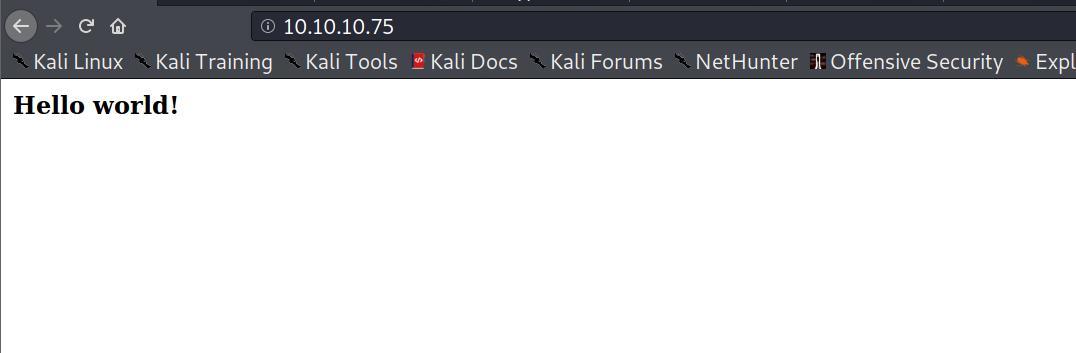 10.10.10.75
Kali Linux Kali Training Kali Tools Kali Docs Kali Forums NetHunter Offensive Security Expl
Hello world!